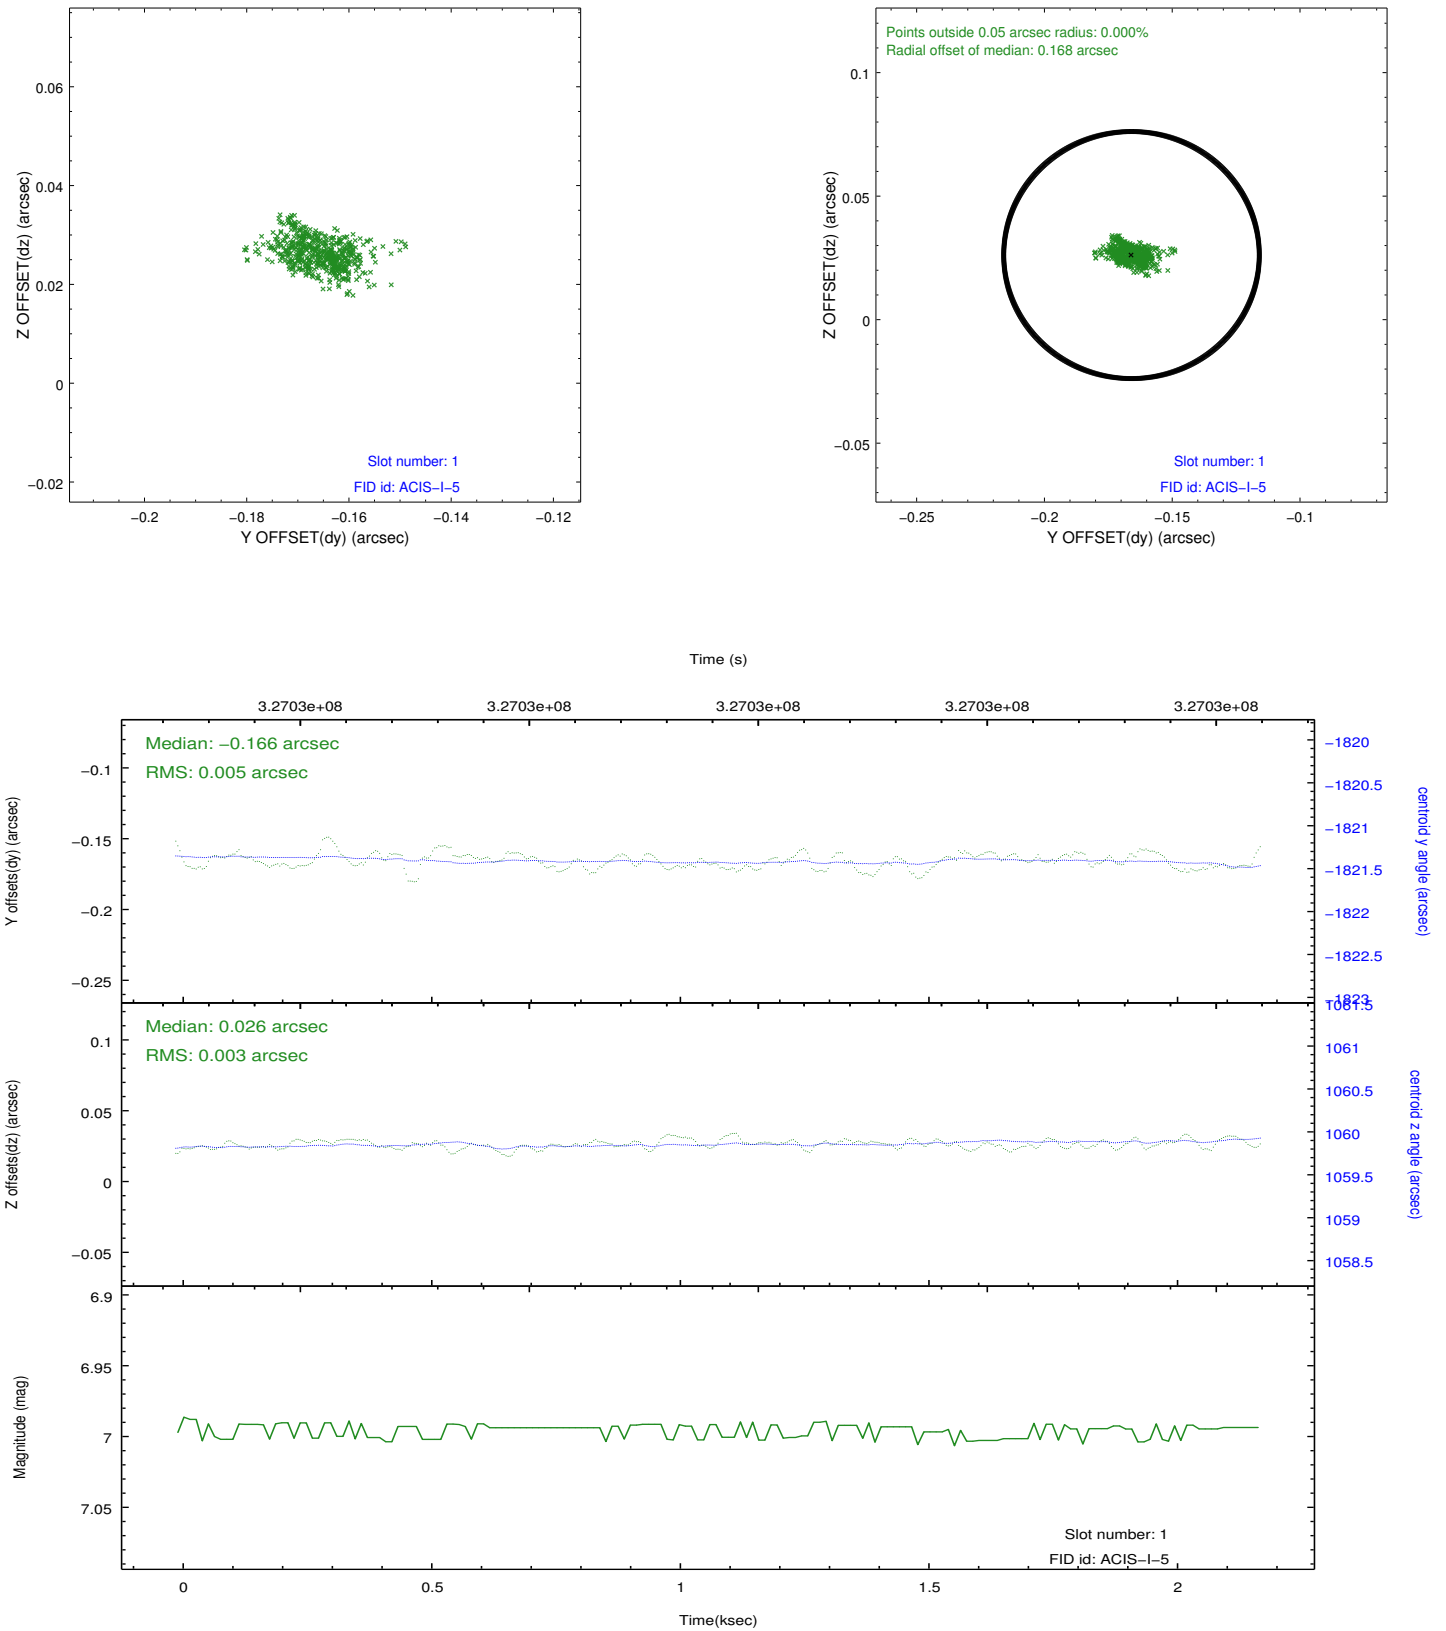 0.06
0.04
0.02
0
−0.02
Z OFFSET(dz) (arcsec)
Slot number: 1
FID id: ACIS−I−5
−0.2
−0.18
−0.16
−0.14
−0.12
Y OFFSET(dy) (arcsec)
Points outside 0.05 arcsec radius: 0.000%
Radial offset of median: 0.168 arcsec
0.1
0.05
0
−0.05
Z OFFSET(dz) (arcsec)
Slot number: 1
FID id: ACIS−I−5
−0.25
−0.2
−0.15
−0.1
Y OFFSET(dy) (arcsec)
Time (s)
3.2703e+08
3.2703e+08
3.2703e+08
3.2703e+08
3.2703e+08
Median: −0.166 arcsec
RMS: 0.005 arcsec
−0.1
−0.15
−0.2
−0.25
Y offsets(dy) (arcsec)
−1820
−1820.5
−1821
−1821.5
−1822
−1822.5
−1823
centroid y angle (arcsec)
Median: 0.026 arcsec
RMS: 0.003 arcsec
0.1
0.05
0
−0.05
Z offsets(dz) (arcsec)
1061.5
1061
1060.5
1060
1059.5
1059
1058.5
centroid z angle (arcsec)
6.9
6.95
7
7.05
Magnitude (mag)
Slot number: 1
FID id: ACIS−I−5
0
0.5
1
1.5
2
Time(ksec)